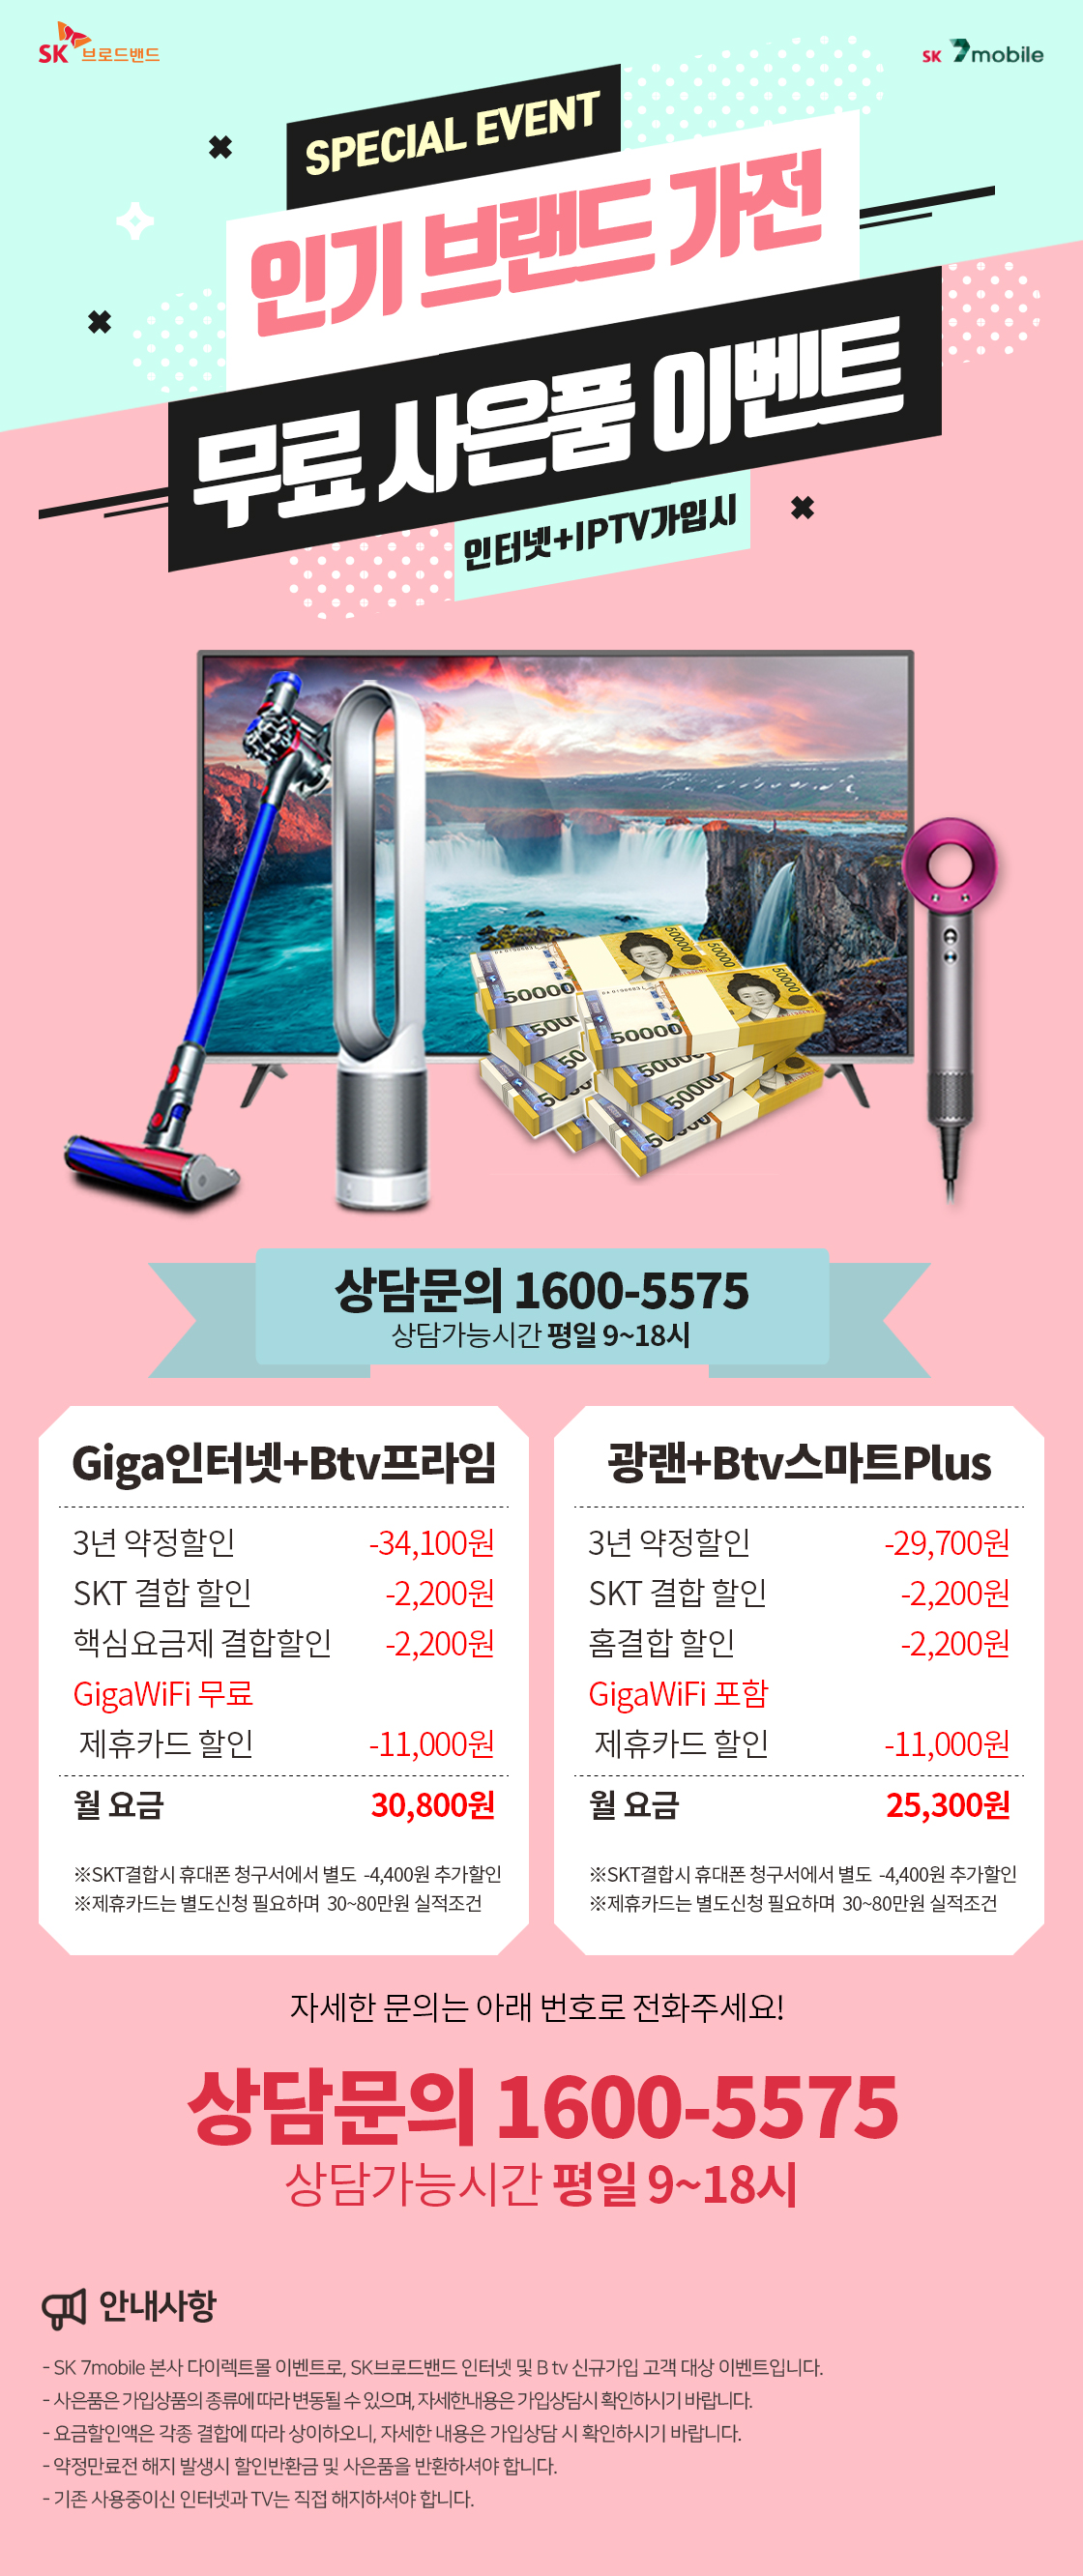 SK 브로드밴드
SK 7mobile
SPECIAL EVENT
인기 브랜드 가전
무료 사은품 이벤트
인터넷+IPTV가입시
50000
50000
50000
50000
50000
50000
상담문의 1600-5575
상담가능시간 평일 9~18시
Giga인터넷+Btv프라임
3년 약정할인 -34,100원
SKT 결합 할인 -2,200원
핵심요금제 결합할인 -2,200원
GigaWiFi 무료
제휴카드 할인 -11,000원
월 요금 30,800원
※SKT결합시 휴대폰 청구서에서 별도 -4,400원 추가할인
※제휴카드는 별도신청 필요하며 30~80만원 실적조건
광랜+Btv스마트Plus
3년 약정할인 -29,700원
SKT 결합 할인 -2,200원
홈결합 할인 -2,200원
GigaWiFi 포함
제휴카드 할인 -11,000원
월 요금 25,300원
※SKT결합시 휴대폰 청구서에서 별도 -4,400원 추가할인
※제휴카드는 별도신청 필요하며 30~80만원 실적조건
자세한 문의는 아래 번호로 전화주세요!
상담문의 1600-5575
상담가능시간 평일 9~18시
안내사항
- SK 7mobile 본사 다이렉트몰 이벤트로, SK브로드밴드 인터넷 및 B tv 신규가입 고객 대상 이벤트입니다.
- 사은품은 가입상품의 종류에 따라 변동될 수 있으며, 자세한내용은 가입상담시 확인하시기 바랍니다.
- 요금할인액은 각종 결합에 따라 상이하오니, 자세한 내용은 가입상담 시 확인하시기 바랍니다.
- 약정만료전 해지 발생시 할인반환금 및 사은품을 반환하셔야 합니다.
- 기존 사용중이신 인터넷과 TV는 직접 해지하셔야 합니다.